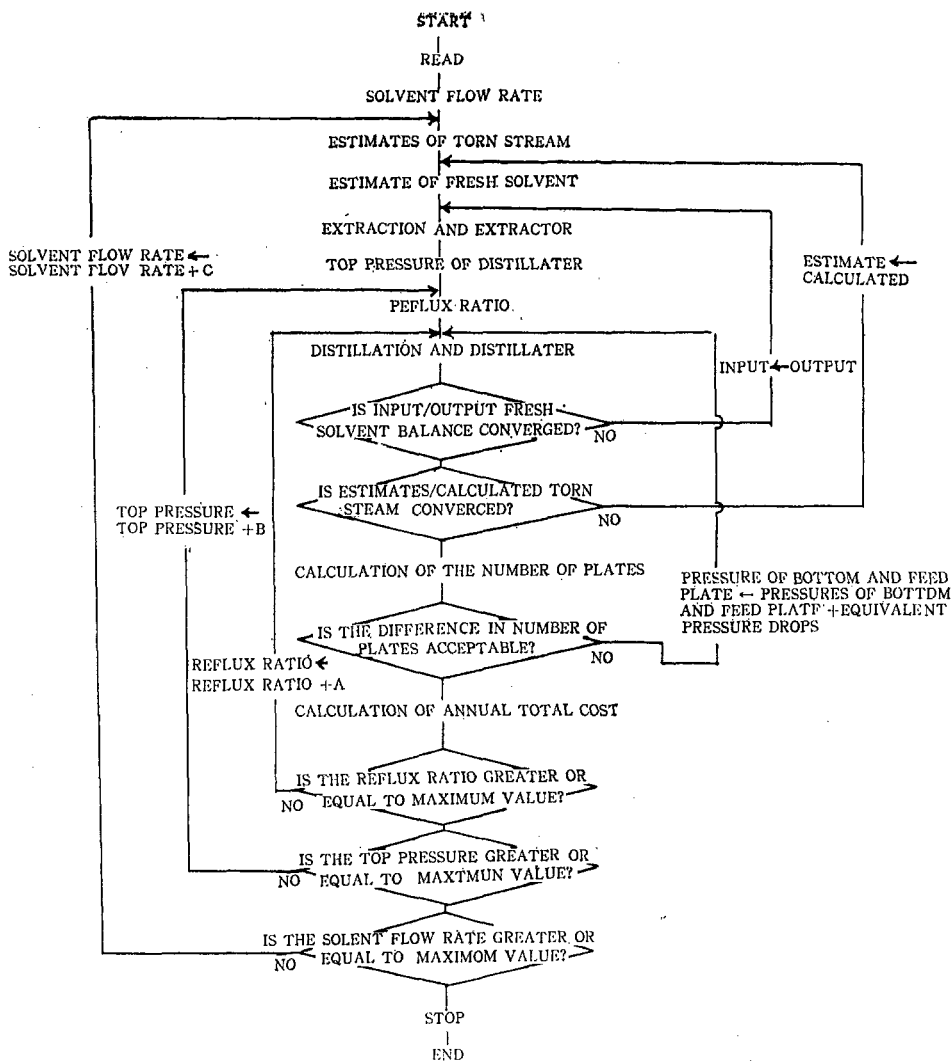 START
READ
SOLVENT FLOW RATE
ESTIMATES OF TORN STREAM
ESTIMATE OF FRESH SOLVENT
EXTRACTION AND EXTRACTOR
SOLVENT FLOW RATE ←
SOLVENT FLOV RATE + C
TOP PRESSURE OF DISTILLATER
ESTIMATE ←
CALCULATED
PEFLUX RATIO
DISTILLATION AND DISTILLATER
INPUT ← OUTPUT
IS INPUT/OUTPUT FRESH
SOLVENT BALANCE CONVERGED?
NO
IS ESTIMATES/CALCULATED TORN
STEAM CONVERCED?
NO
TOP PRESSURE ←
TOP PRESSURE +B
CALCULATION OF THE NUMBER OF PLATES
PRESSURE OF BOTTOM AND FEED
PLATE ← PRESSURES OF BOTTDM
AND FEED PLATF +EQUIVALENT
PRESSURE DROPS
IS THE DIFFERENCE IN NUMBER OF
PLATES ACCEPTABLE?
NO
REFLUX RATIO ←
REFLUX RATIO +A
CALCULATION OF ANNUAL TOTAL COST
IS THE REFLUX RATIO GREATER OR
EQUAL TO MAXIMUM VALUE?
NO
IS THE TOP PRESSURE GREATER OR
EQUAL TO MAXTMUN VALUE?
NO
IS THE SOLENT FLOW RATE GREATER OR
EQUAL TO MAXIMOM VALUE?
NO
STOP
END